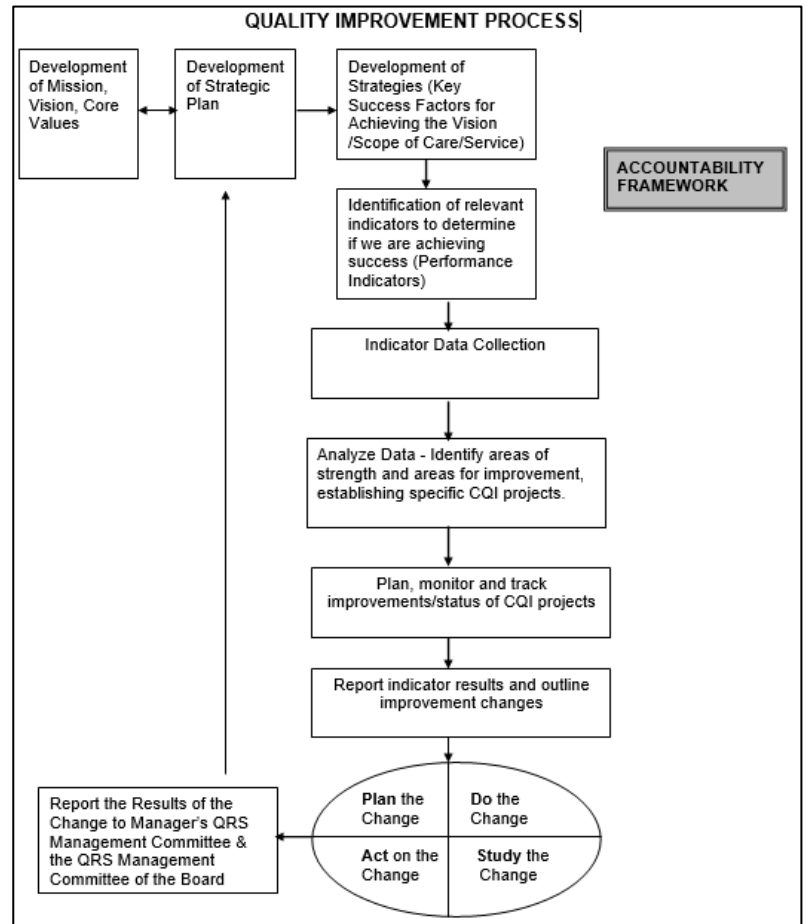 QUALITY IMPROVEMENT PROCESS
Development
of Mission,
Vision, Core
Values
Development
of Strategic
Plan
Development of
Strategies (Key
Success Factors for
Achieving the Vision
/Scope of Care/Service)
ACCOUNTABILITY
FRAMEWORK
Identification of relevant
indicators to determine
if we are achieving
success (Performance
Indicators)
Indicator Data Collection
Analyze Data - Identify areas of
strength and areas for improvement,
establishing specific CQI projects.
Plan, monitor and track
improvements/status of CQI projects
Report indicator results and outline
improvement changes
Plan the
Change
Do the
Change
Act on the
Change
Study the
Change
Report the Results of the
Change to Manager's QRS
Management Committee &
the QRS Management
Committee of the Board